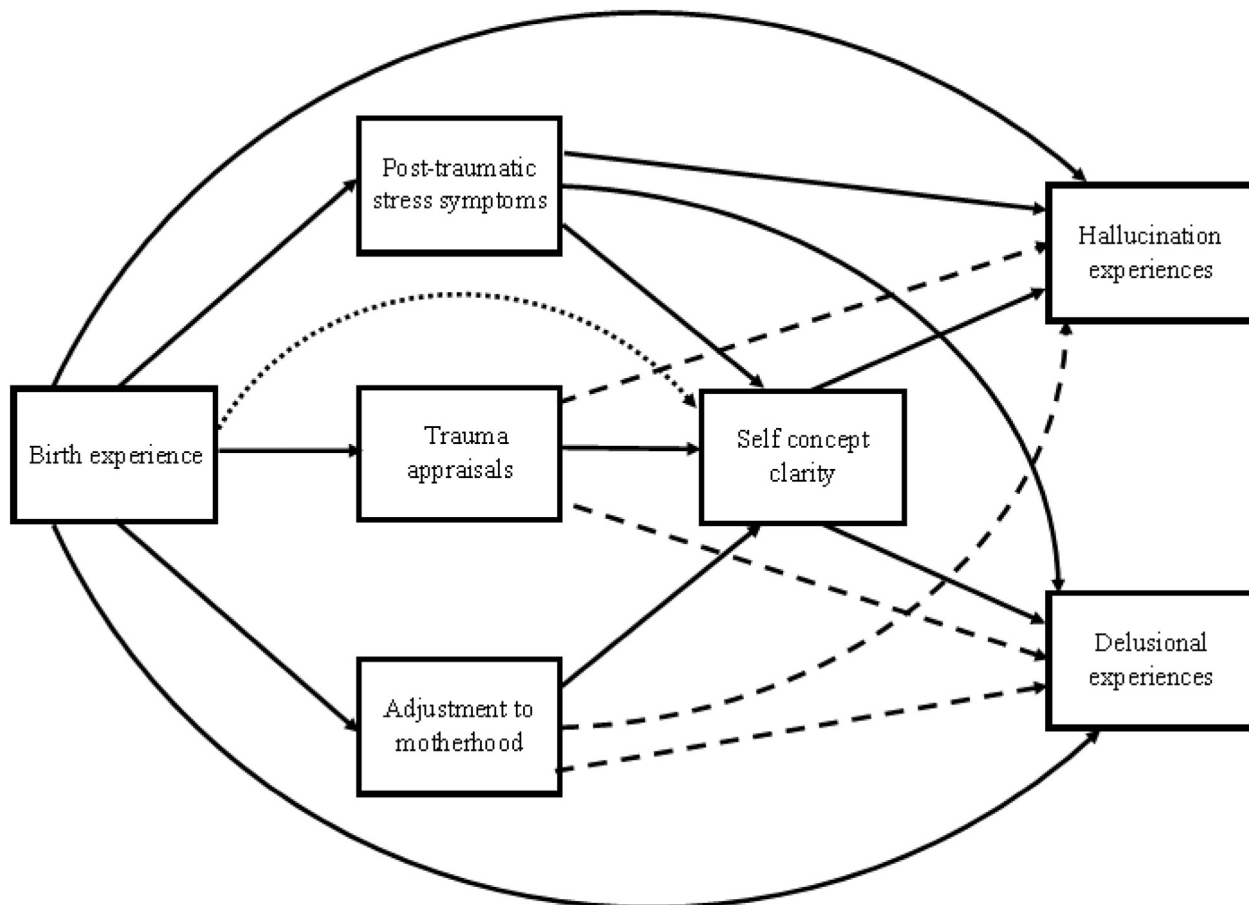 Post-traumatic
stress symptoms
Hallucination
experiences
Birth experience
Trauma
appraisals
Self concept
clarity
Delusional
experiences
Adjustment to
motherhood